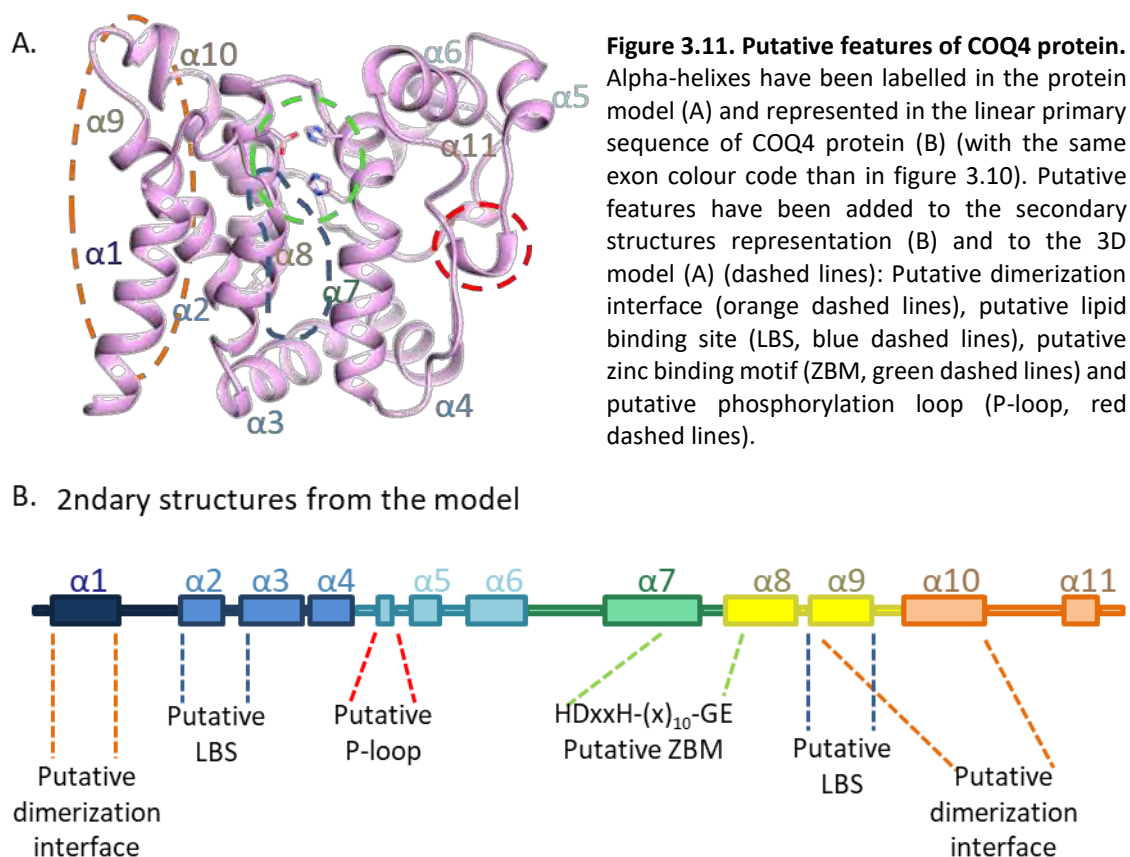 A.
α10
α9
α1
α2
α3
α8
α7
α4
α11
α6
α5
Figure 3.11. Putative features of COQ4 protein.
Alpha-helixes have been labelled in the protein
model (A) and represented in the linear primary
sequence of COQ4 protein (B) (with the same
exon colour code than in figure 3.10). Putative
features have been added to the secondary
structures representation (B) and to the 3D
model (A) (dashed lines): Putative dimerization
interface (orange dashed lines), putative lipid
binding site (LBS, blue dashed lines), putative
zinc binding motif (ZBM, green dashed lines) and
putative phosphorylation loop (P-loop, red
dashed lines).
B. 2ndary structures from the model
α1 α2 α3 α4 α5 α6 α7 α8 α9 α10 α11
Putative
LBS
Putative
P-loop
HDxxH-(x)₁₀-GE
Putative ZBM
Putative
LBS
Putative
dimerization
interface
Putative
dimerization
interface